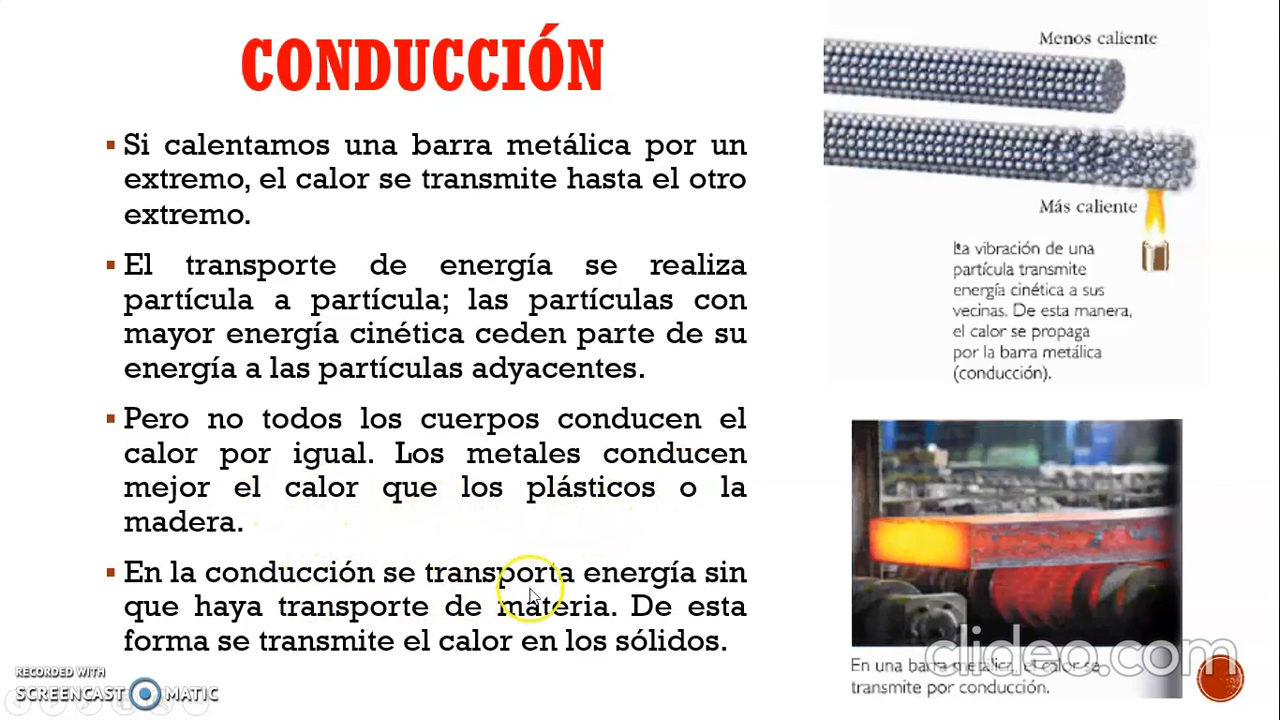 CONDUCCIÓN
Si calentamos una barra metálica por un
extremo, el calor se transmite hasta el otro
extremo.
El transporte de energía se realiza
partícula a partícula; las partículas con
mayor energía cinética ceden parte de su
energía a las partículas adyacentes.
Pero no todos los cuerpos conducen el
calor por igual. Los metales conducen
mejor el calor que los plásticos o la
madera.
En la conducción se transporta energía sin
que haya transporte de materia. De esta
forma se transmite el calor en los sólidos.
Menos caliente
Más caliente
La vibración de una
partícula transmite
energía cinética a sus
vecinas. De esta manera,
el calor se propaga
por la barra metálica
(conducción).
En una barra metálica, el calor se
transmite por conducción.
clideo.com
RECORDED WITH
SCREENCAST MATIC